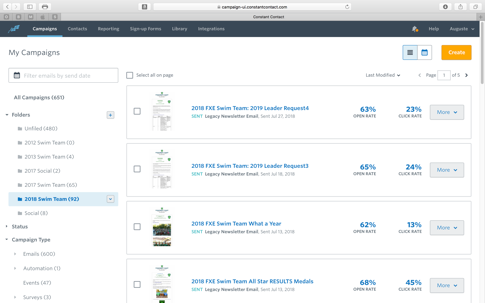 campaign-ui.constantcontact.com
Constant Contact
Campaigns Contacts Reporting Sign-up Forms Library Integrations Help Auguste
My Campaigns
Create
Filter emails by send date
Select all on page
Last Modified
Page 1 of 5
All Campaigns (651)
Folders
Unfiled (480)
2012 Swim Team (0)
2013 Swim Team (4)
2017 Social (2)
2017 Swim Team (65)
2018 Swim Team (92)
Social (8)
Status
Campaign Type
Emails (600)
Automation (1)
Events (47)
Surveys (3)
2018 FXE Swim Team: 2019 Leader Request4
SENT Legacy Newsletter Email, Sent Jul 27, 2018
63% OPEN RATE
23% CLICK RATE
More
2018 FXE Swim Team: 2019 Leader Request3
SENT Legacy Newsletter Email, Sent Jul 18, 2018
65% OPEN RATE
24% CLICK RATE
More
2018 FXE Swim Team What a Year
SENT Legacy Newsletter Email, Sent Jul 13, 2018
62% OPEN RATE
13% CLICK RATE
More
2018 FXE Swim Team All Star RESULTS Medals
SENT Legacy Newsletter Email, Sent Jul 13, 2018
68% OPEN RATE
45% CLICK RATE
More